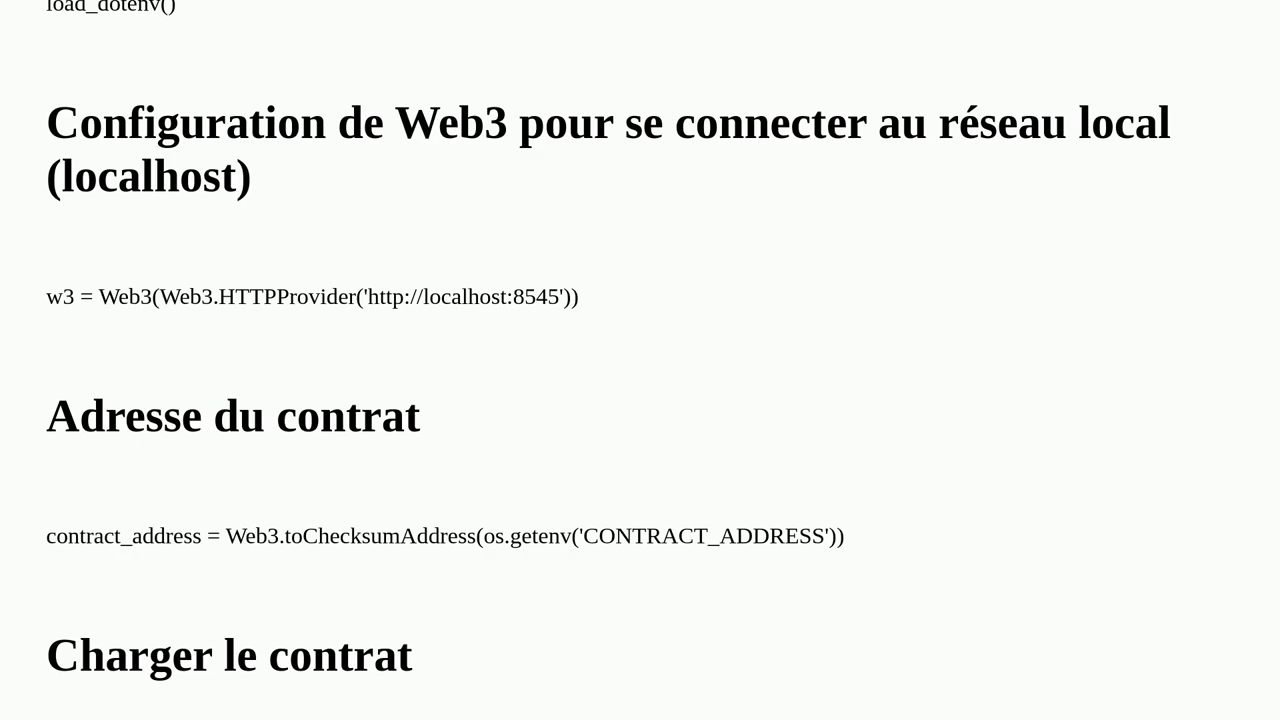 load_dotenv()
Configuration de Web3 pour se connecter au réseau local
(localhost)
w3 = Web3(Web3.HTTPProvider('http://localhost:8545'))
Adresse du contrat
contract_address = Web3.toChecksumAddress(os.getenv('CONTRACT_ADDRESS'))
Charger le contrat